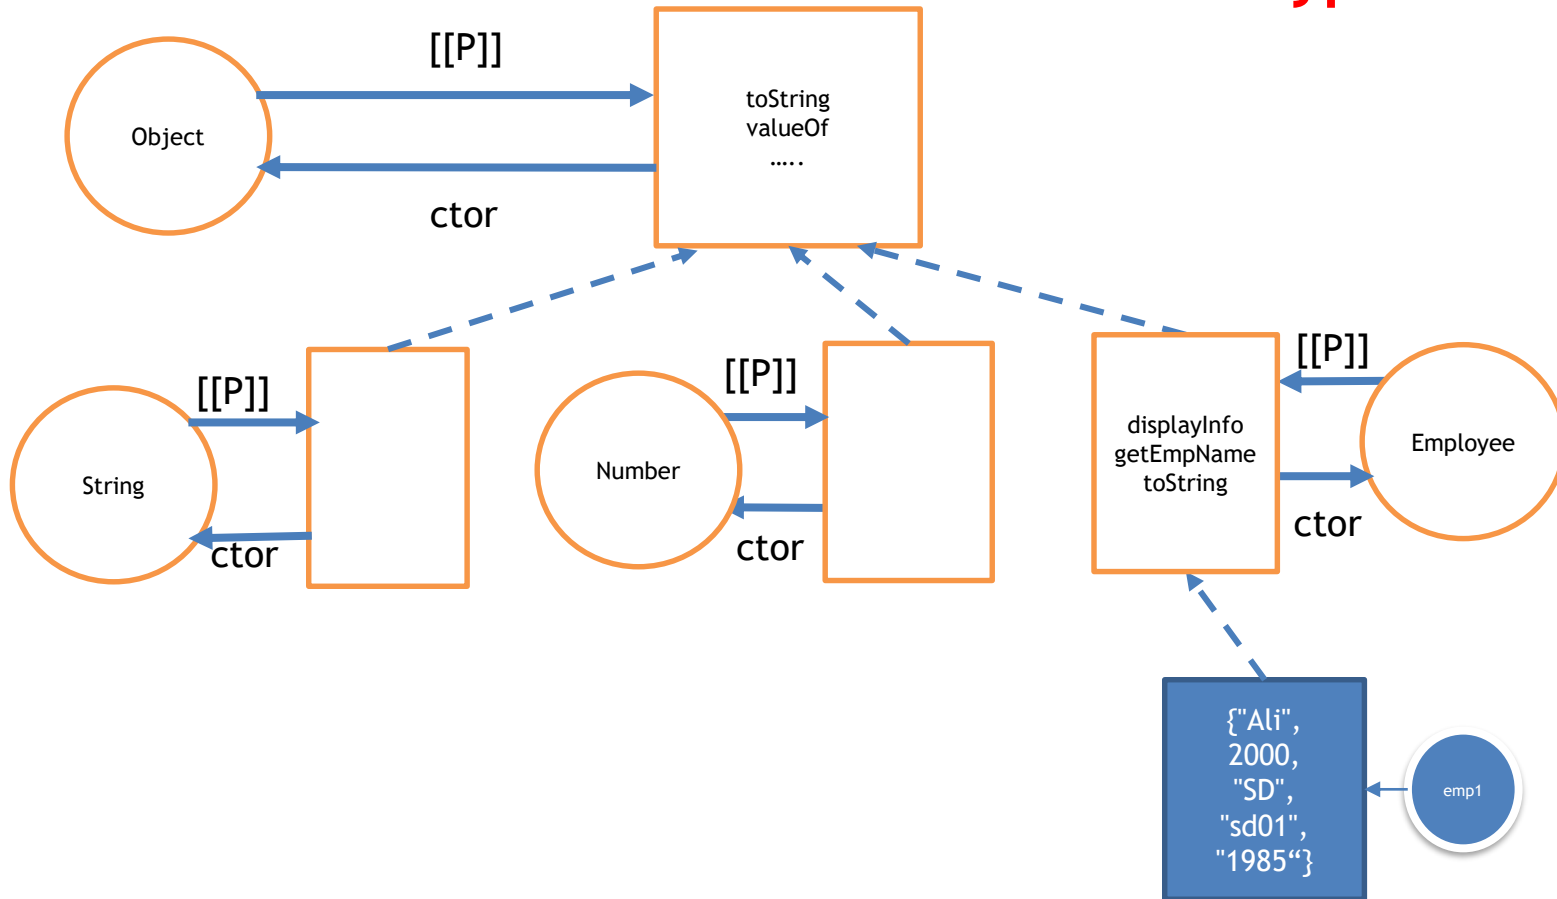 [[P]]
toString
valueOf
…..
Object
ctor
[[P]]
String
ctor
[[P]]
Number
ctor
displayInfo
getEmpName
toString
[[P]]
Employee
ctor
{"Ali",
2000,
"SD",
"sd01",
"1985“}
emp1